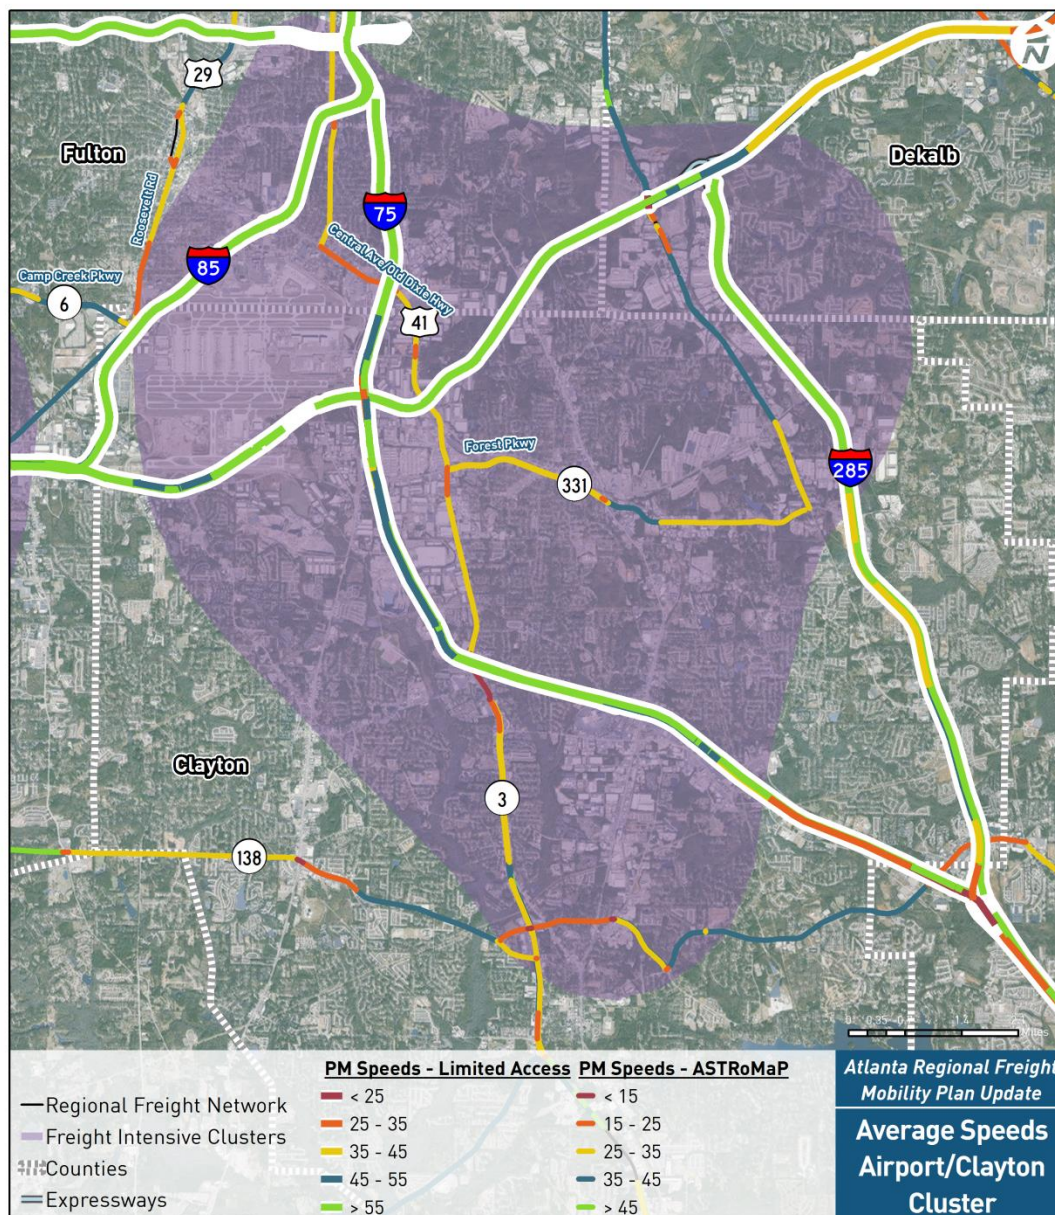 29
Fulton
Dekalb
Roosevelt Rd
75
Central Ave/Old Dixie Hwy
85
Camp Creek Pkwy
6
41
Forest Pkwy
331
285
Clayton
3
138
Miles
Regional Freight Network
Freight Intensive Clusters
Counties
Expressways
PM Speeds - Limited Access
< 25
25 - 35
35 - 45
45 - 55
> 55
PM Speeds - ASTRoMaP
< 15
15 - 25
25 - 35
35 - 45
> 45
Atlanta Regional Freight
Mobility Plan Update
Average Speeds
Airport/Clayton
Cluster